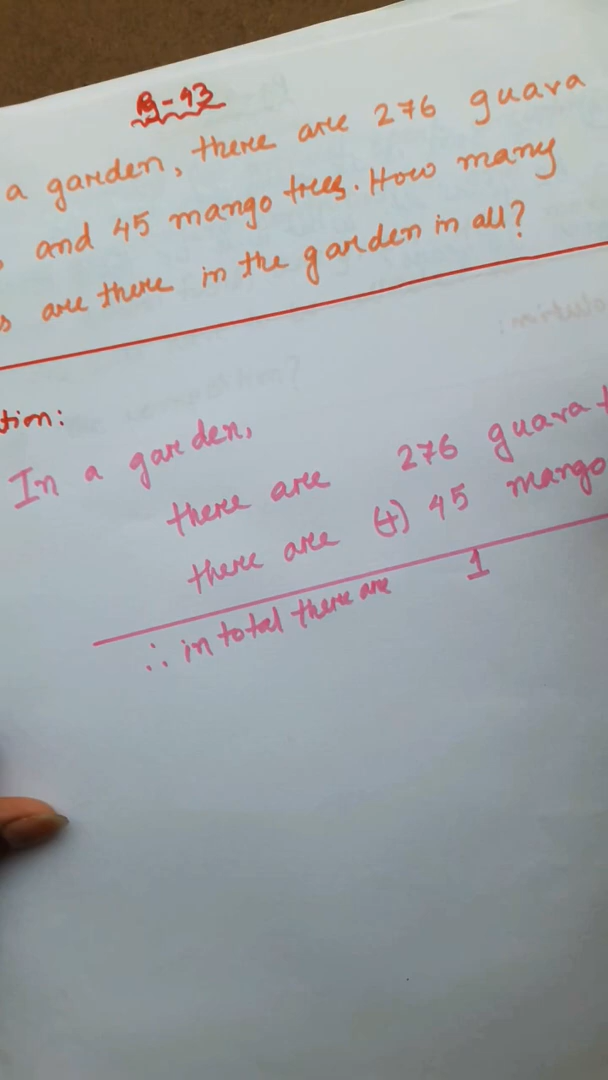 Pg-43
a garden, there are 276 guava
and 45 mango trees. How many
s are there in the garden in all?
tion:
In a garden,
there are 276 guava t
there are (+) 45 mango
∴ in total there are 1